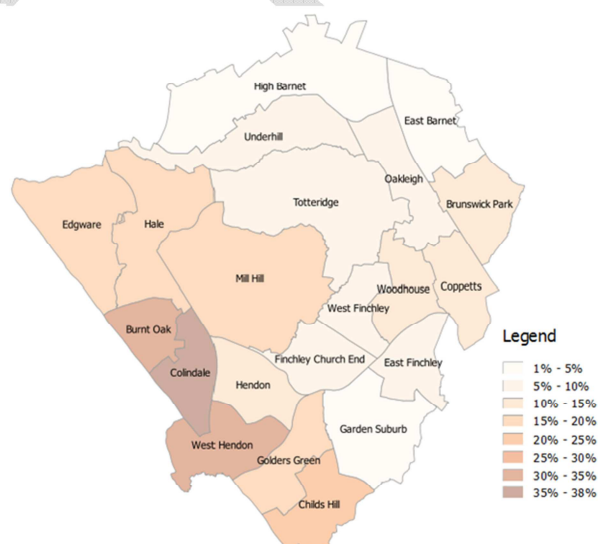 High Barnet
East Barnet
Underhill
Oakleigh
Totteridge
Brunswick Park
Edgware
Hale
Mill Hill
Woodhouse
Coppetts
West Finchley
Burnt Oak
Finchley Church End
East Finchley
Colindale
Hendon
Garden Suburb
West Hendon
Golders Green
Childs Hill
Legend
1% - 5%
5% - 10%
10% - 15%
15% - 20%
20% - 25%
25% - 30%
30% - 35%
35% - 38%